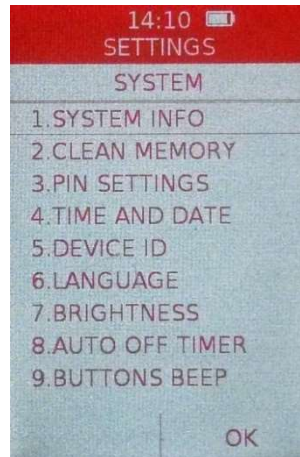 14:10
SETTINGS
SYSTEM
1.SYSTEM INFO
2.CLEAN MEMORY
3.PIN SETTINGS
4.TIME AND DATE
5.DEVICE ID
6.LANGUAGE
7.BRIGHTNESS
8.AUTO OFF TIMER
9.BUTTONS BEEP
OK